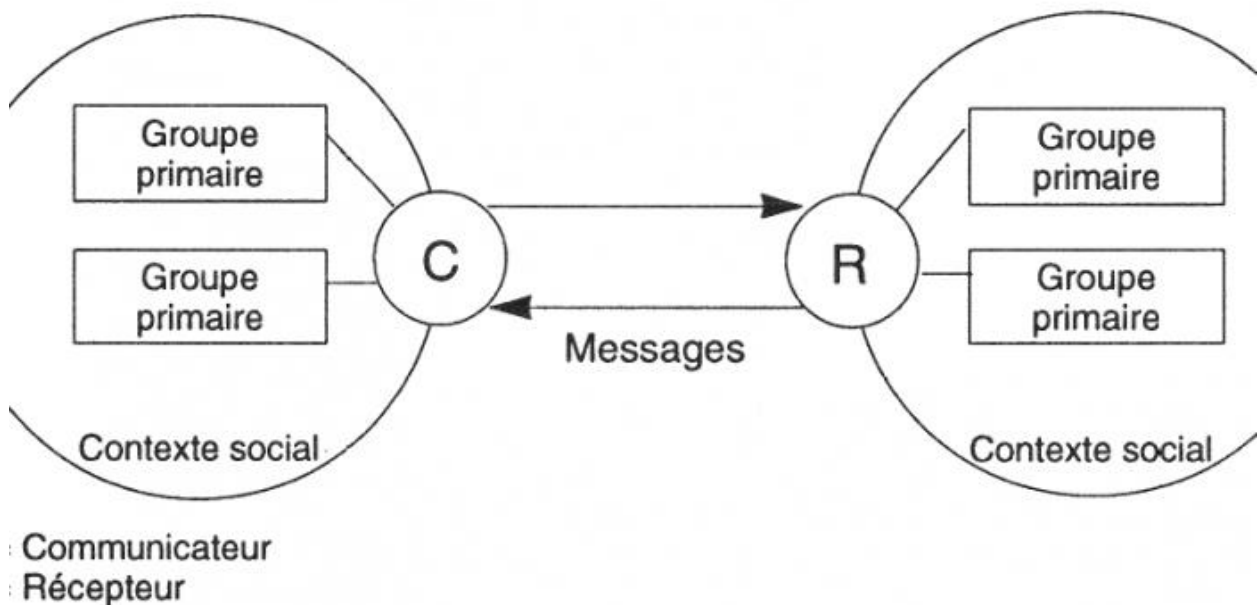 Groupe
primaire
Groupe
primaire
C
R
Groupe
primaire
Groupe
primaire
Messages
Contexte social
Contexte social
: Communicateur
: Récepteur